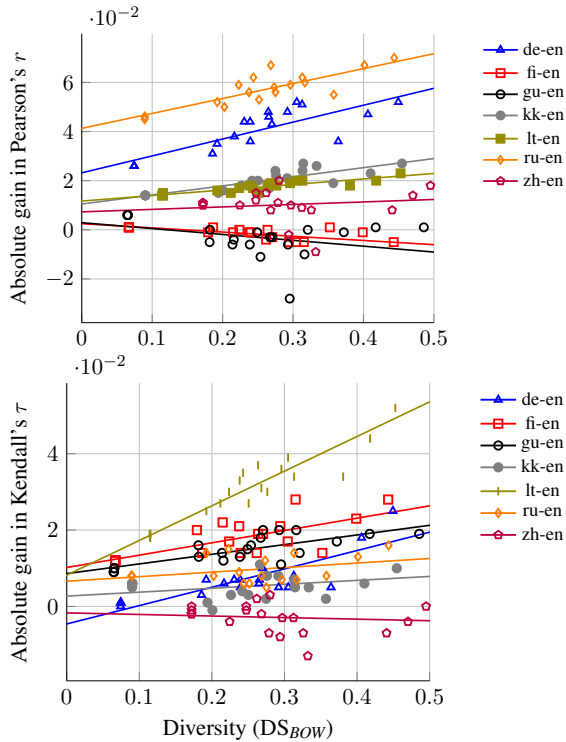 ·10⁻²
Absolute gain in Pearson's r
6
4
2
0
−2
0 0.1 0.2 0.3 0.4 0.5
de-en
fi-en
gu-en
kk-en
lt-en
ru-en
zh-en
·10⁻²
Absolute gain in Kendall's τ
4
2
0
0 0.1 0.2 0.3 0.4 0.5
Diversity (DS_BOW)
de-en
fi-en
gu-en
kk-en
lt-en
ru-en
zh-en